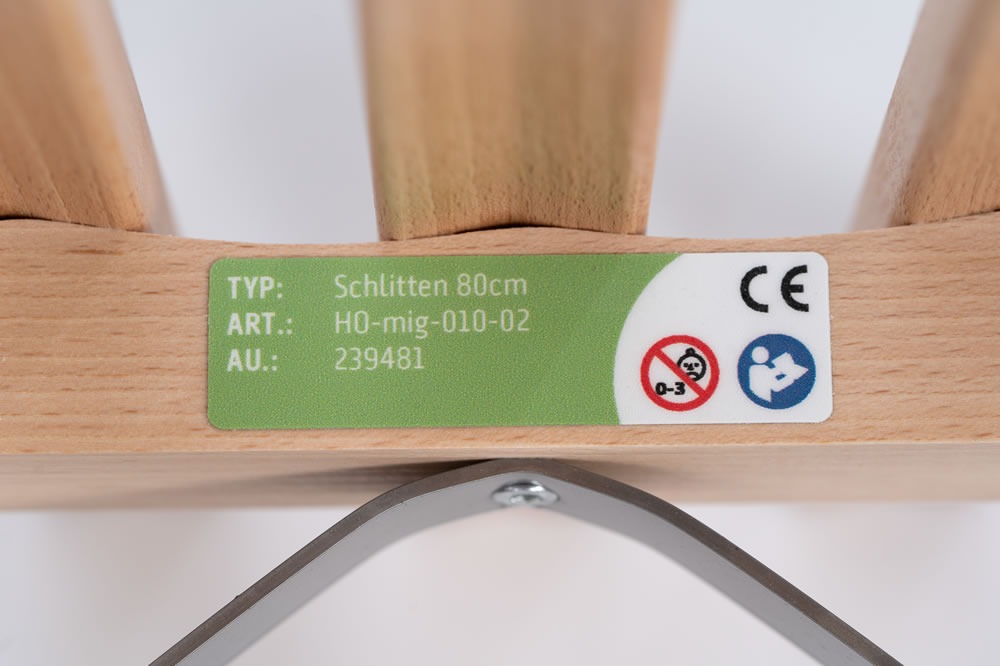 TYP: Schlitten 80cm
ART.: HO-mig-010-02
AU.: 239481
CE
0-3